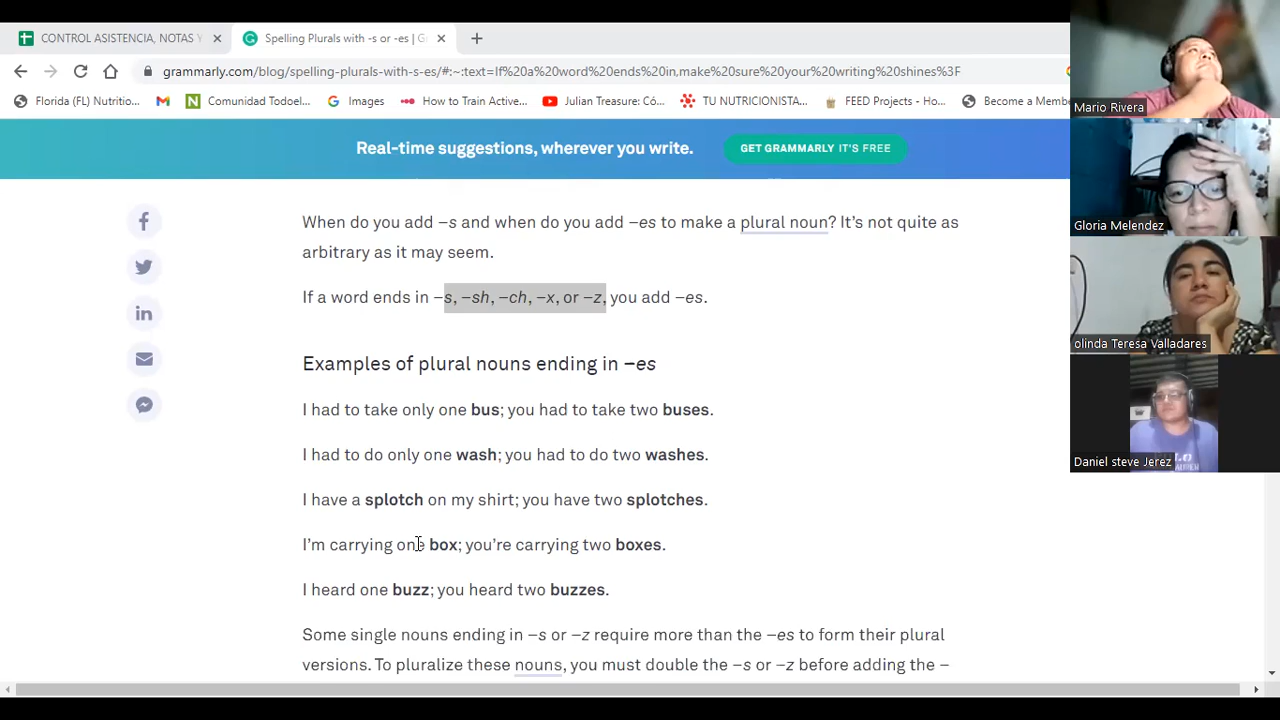 CONTROL ASISTENCIA, NOTAS Y
Spelling Plurals with -s or -es | G
grammarly.com/blog/spelling-plurals-with-s-es/#:~:text=If%20a%20word%20ends%20in,make%20sure%20your%20writing%20shines%3F
Florida (FL) Nutritio...
Comunidad Todoel...
Images
How to Train Active...
Julian Treasure: Có...
TU NUTRICIONISTA...
FEED Projects - Ho...
Become a Membe
Real-time suggestions, wherever you write.
GET GRAMMARLY IT'S FREE
When do you add –s and when do you add –es to make a plural noun? It's not quite as
arbitrary as it may seem.
If a word ends in –s, –sh, –ch, –x, or –z, you add –es.
Examples of plural nouns ending in –es
I had to take only one bus; you had to take two buses.
I had to do only one wash; you had to do two washes.
I have a splotch on my shirt; you have two splotches.
I'm carrying one box; you're carrying two boxes.
I heard one buzz; you heard two buzzes.
Some single nouns ending in –s or –z require more than the –es to form their plural
versions. To pluralize these nouns, you must double the –s or –z before adding the –
Mario Rivera
Gloria Melendez
olinda Teresa Valladares
Daniel steve Jerez